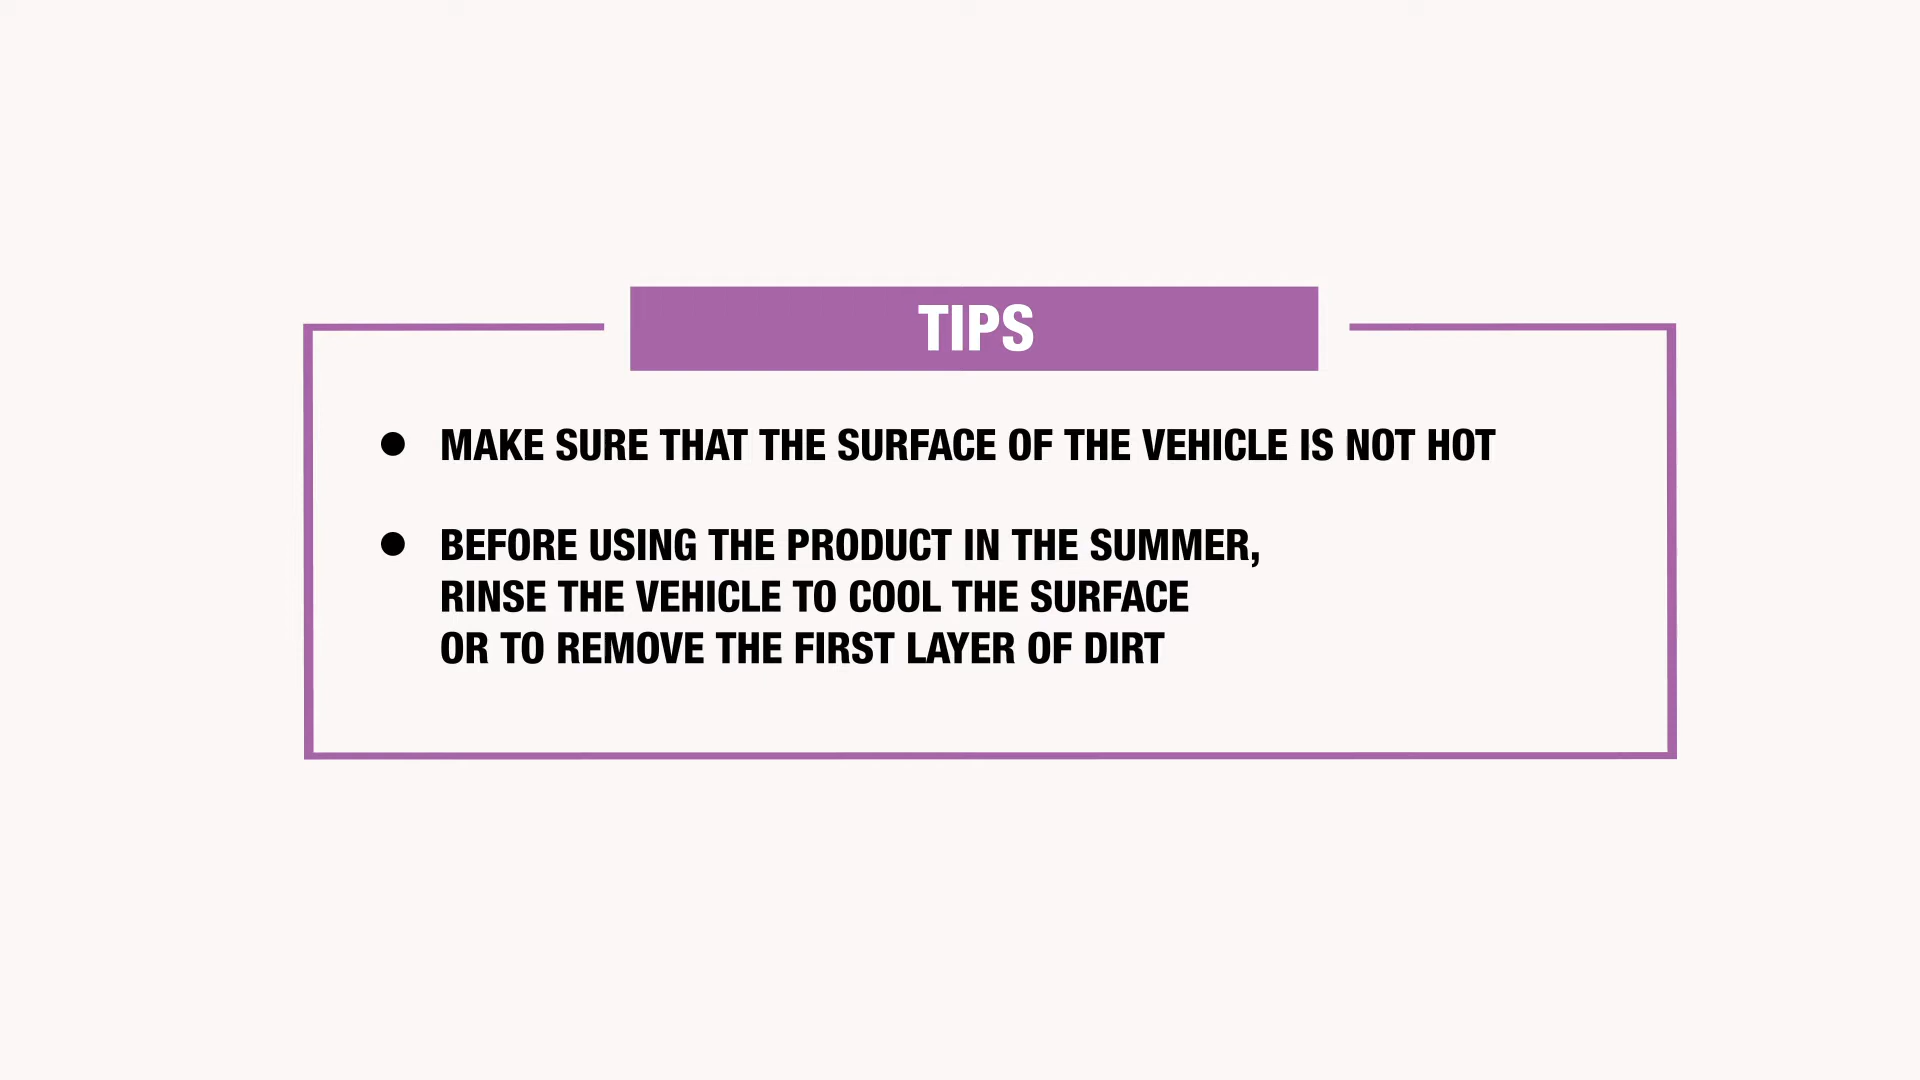 TIPS
MAKE SURE THAT THE SURFACE OF THE VEHICLE IS NOT HOT
BEFORE USING THE PRODUCT IN THE SUMMER,
RINSE THE VEHICLE TO COOL THE SURFACE
OR TO REMOVE THE FIRST LAYER OF DIRT